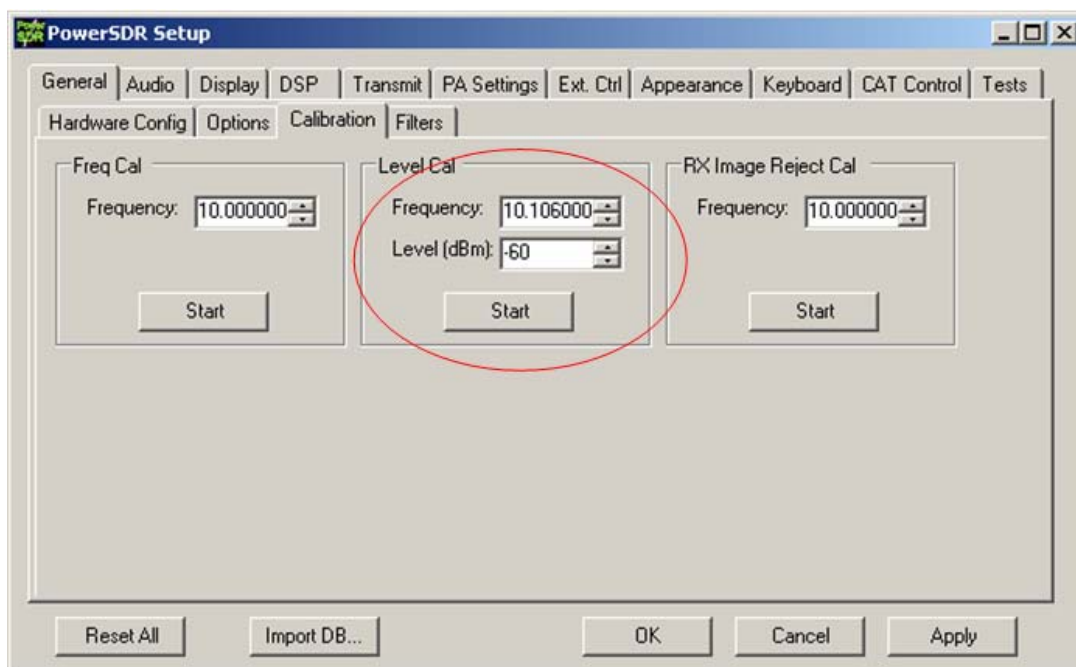 Power SDR PowerSDR Setup
General Audio Display DSP Transmit PA Settings Ext. Ctrl Appearance Keyboard CAT Control Tests
Hardware Config Options Calibration Filters
Freq Cal
Frequency: 10.000000
Start
Level Cal
Frequency: 10.106000
Level (dBm): -60
Start
RX Image Reject Cal
Frequency: 10.000000
Start
Reset All Import DB... OK Cancel Apply